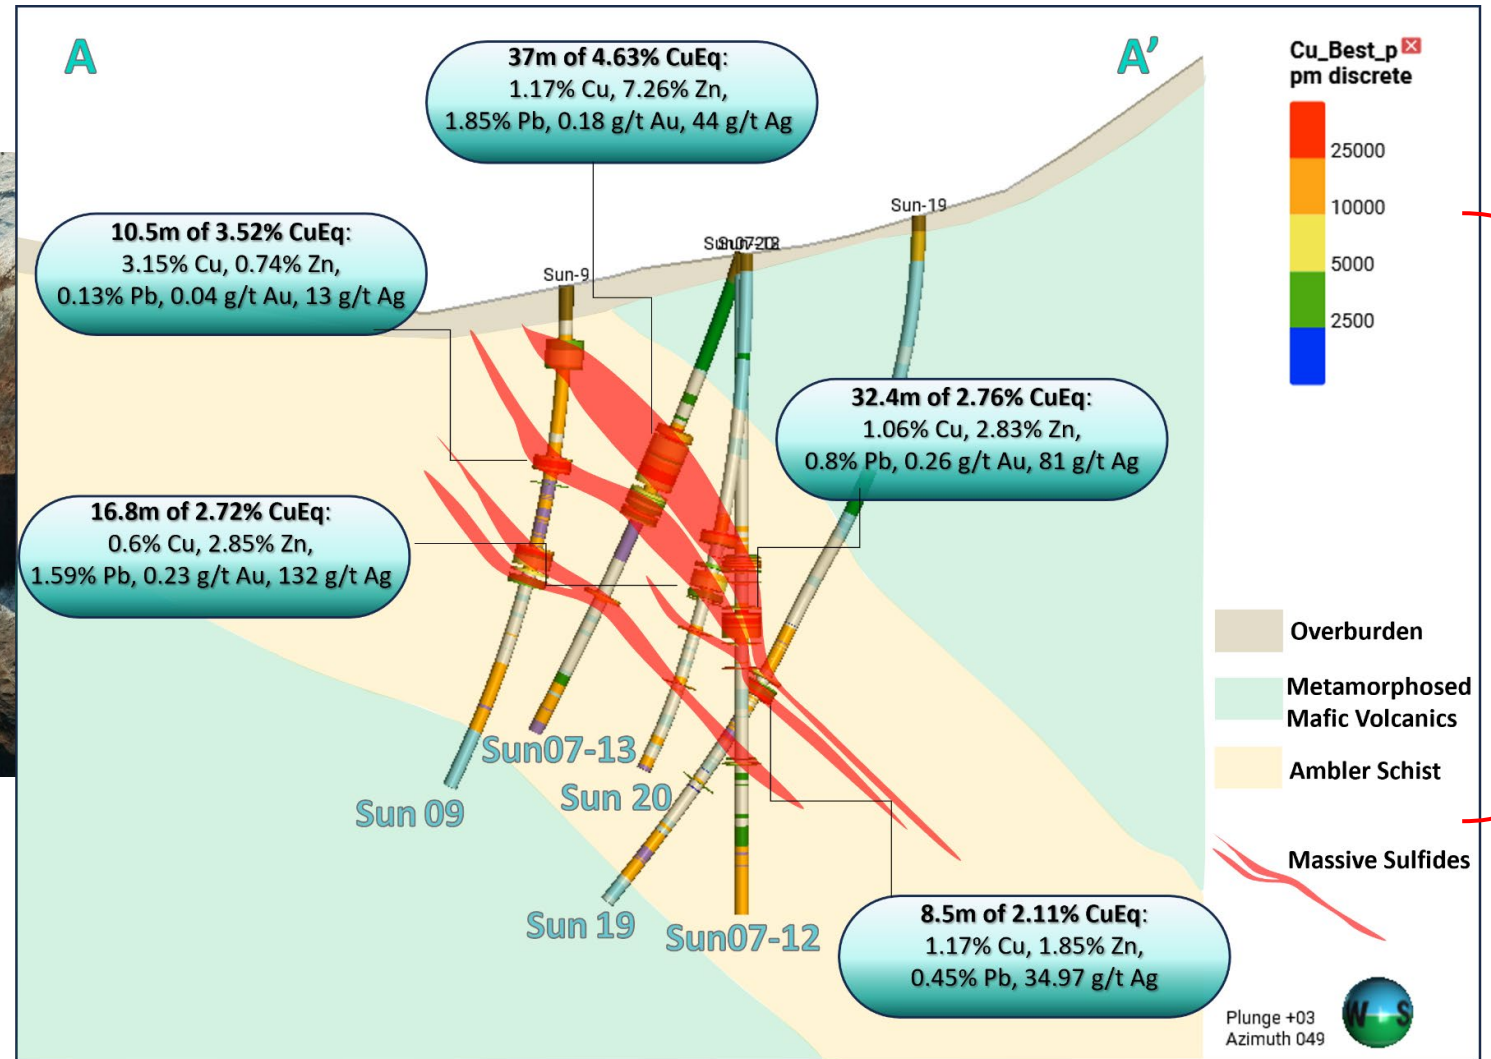 A
A'
37m of 4.63% CuEq:
1.17% Cu, 7.26% Zn,
1.85% Pb, 0.18 g/t Au, 44 g/t Ag
10.5m of 3.52% CuEq:
3.15% Cu, 0.74% Zn,
0.13% Pb, 0.04 g/t Au, 13 g/t Ag
16.8m of 2.72% CuEq:
0.6% Cu, 2.85% Zn,
1.59% Pb, 0.23 g/t Au, 132 g/t Ag
32.4m of 2.76% CuEq:
1.06% Cu, 2.83% Zn,
0.8% Pb, 0.26 g/t Au, 81 g/t Ag
8.5m of 2.11% CuEq:
1.17% Cu, 1.85% Zn,
0.45% Pb, 34.97 g/t Ag
Sun-9
Sun-19
Sun 09
Sun07-13
Sun 20
Sun 19
Sun07-12
Cu_Best_p
pm discrete
25000
10000
5000
2500
Overburden
Metamorphosed
Mafic Volcanics
Ambler Schist
Massive Sulfides
Plunge +03
Azimuth 049
W S